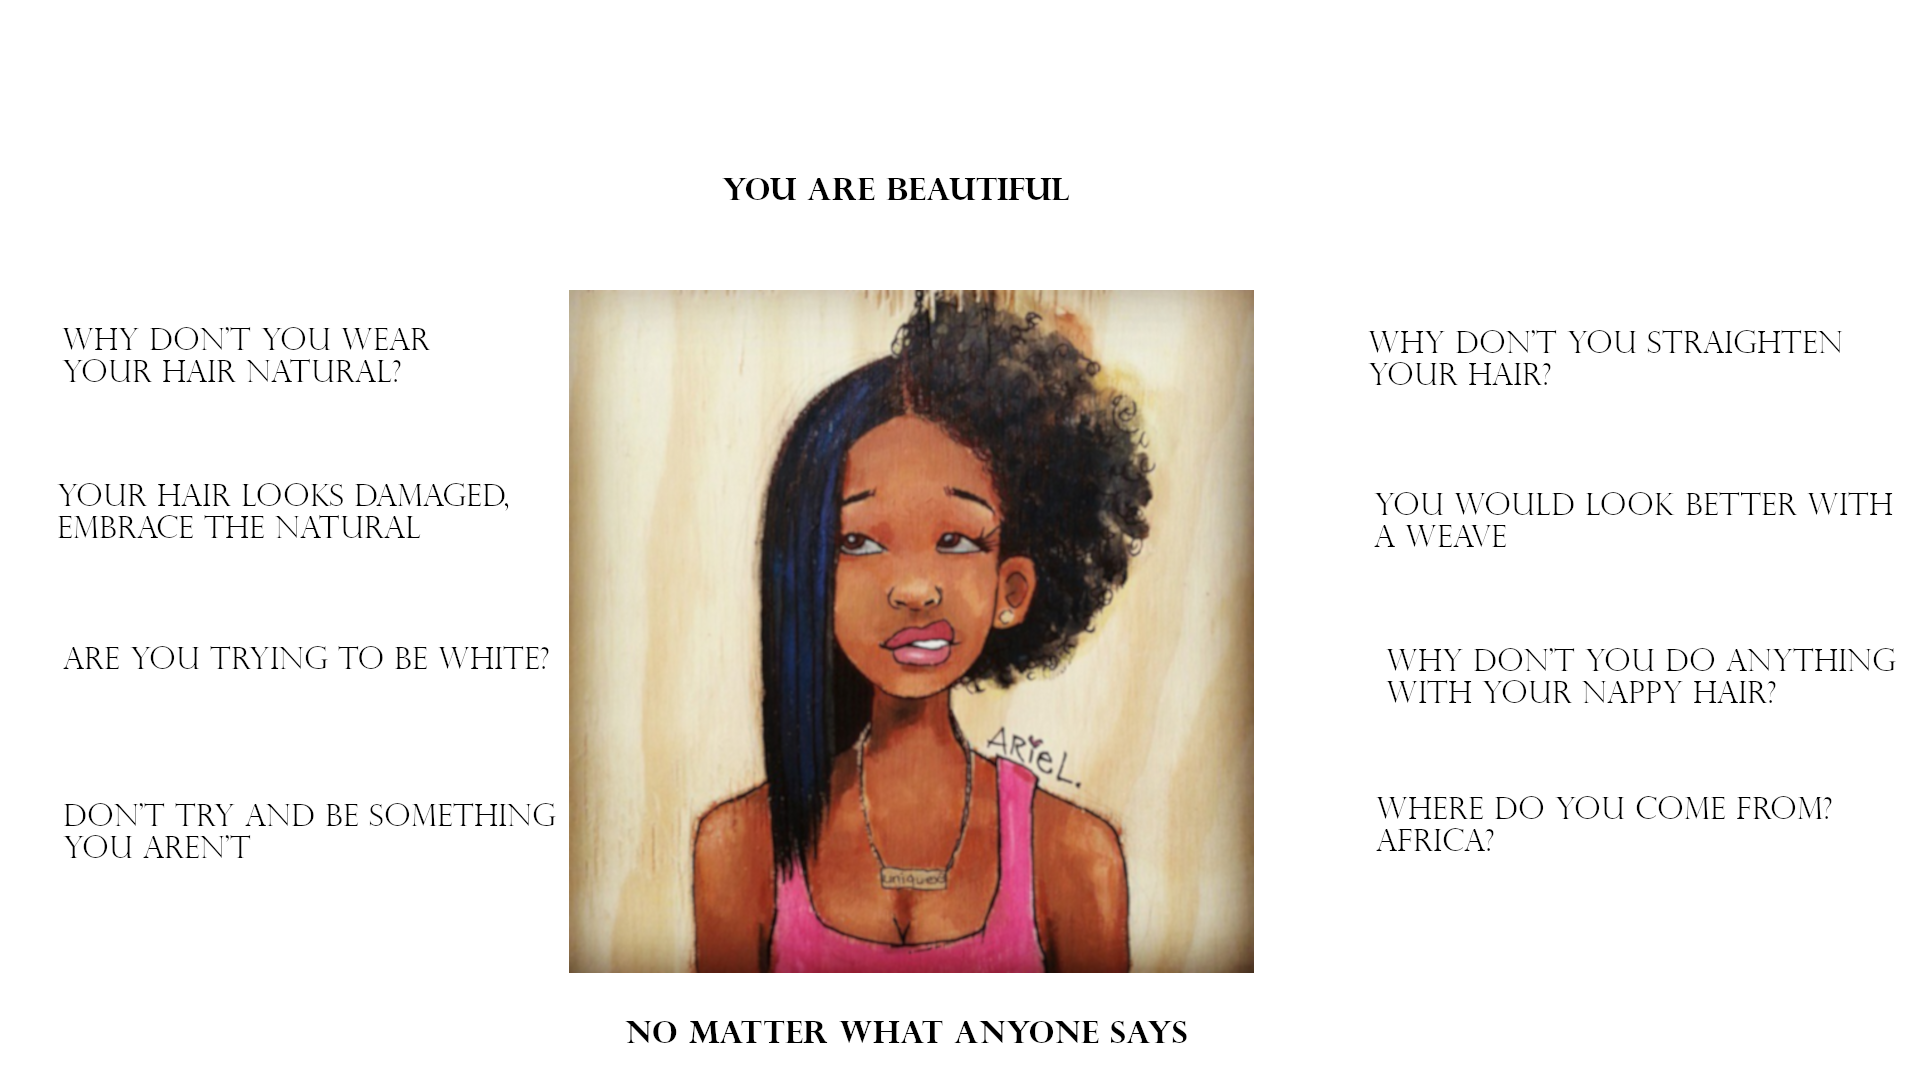 YOU ARE BEAUTIFUL
WHY DON'T YOU WEAR
YOUR HAIR NATURAL?
YOUR HAIR LOOKS DAMAGED,
EMBRACE THE NATURAL
ARE YOU TRYING TO BE WHITE?
DON'T TRY AND BE SOMETHING
YOU AREN'T
ARIEL.
unique
WHY DON'T YOU STRAIGHTEN
YOUR HAIR?
YOU WOULD LOOK BETTER WITH
A WEAVE
WHY DON'T YOU DO ANYTHING
WITH YOUR NAPPY HAIR?
WHERE DO YOU COME FROM?
AFRICA?
NO MATTER WHAT ANYONE SAYS